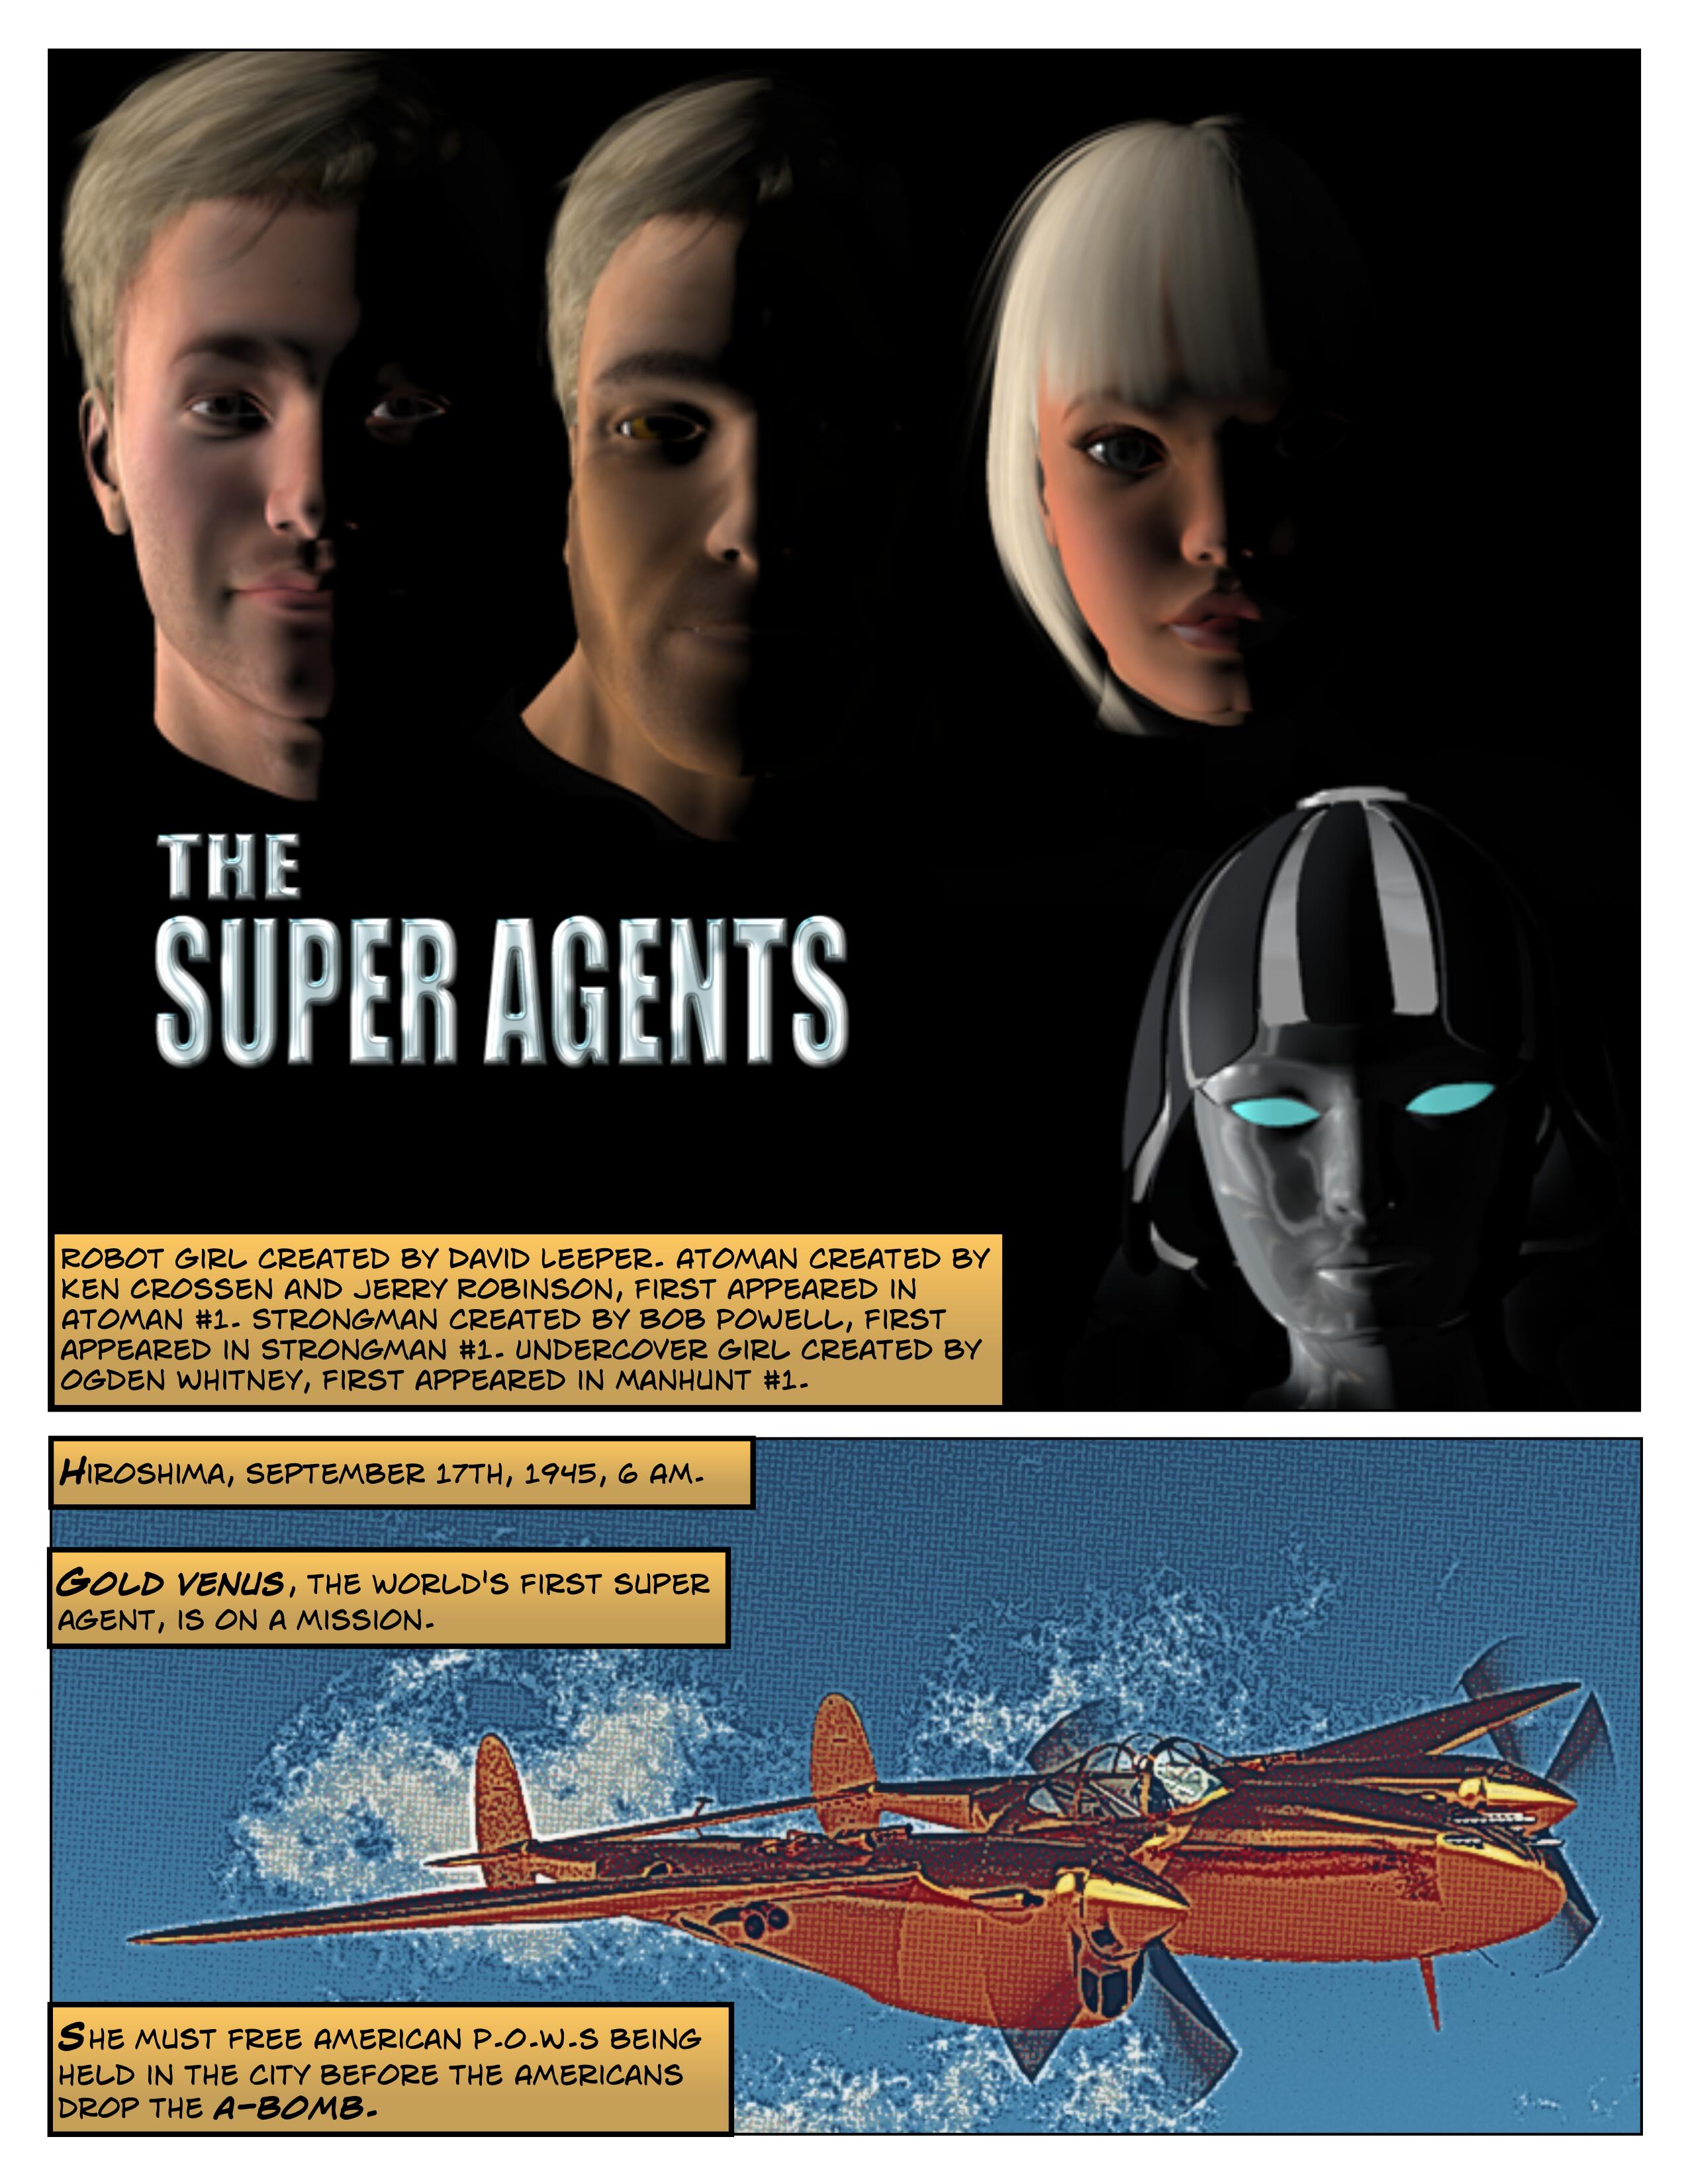 THE
SUPER AGENTS
ROBOT GIRL CREATED BY DAVID LEEPER. ATOMAN CREATED BY
KEN CROSSEN AND JERRY ROBINSON, FIRST APPEARED IN
ATOMAN #1. STRONGMAN CREATED BY BOB POWELL, FIRST
APPEARED IN STRONGMAN #1. UNDERCOVER GIRL CREATED BY
OGDEN WHITNEY, FIRST APPEARED IN MANHUNT #1.
HIROSHIMA, SEPTEMBER 17TH, 1945, 6 AM.
GOLD VENUS, THE WORLD'S FIRST SUPER
AGENT, IS ON A MISSION.
SHE MUST FREE AMERICAN P.O.W.S BEING
HELD IN THE CITY BEFORE THE AMERICANS
DROP THE A-BOMB.